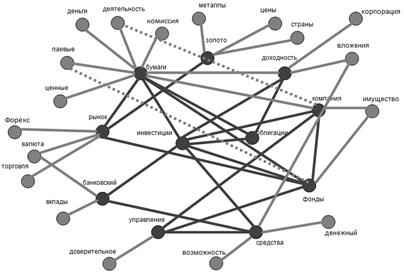 металлы
деятельность
цены
корпорация
деньги
комиссия
страны
золото
паевые
вложения
бумаги
доходность
ценные
компания
имущество
Форекс
рынок
инвестиции
облигации
валюта
торговля
банковский
фонды
вклады
управление
денежный
средства
доверительное
возможность